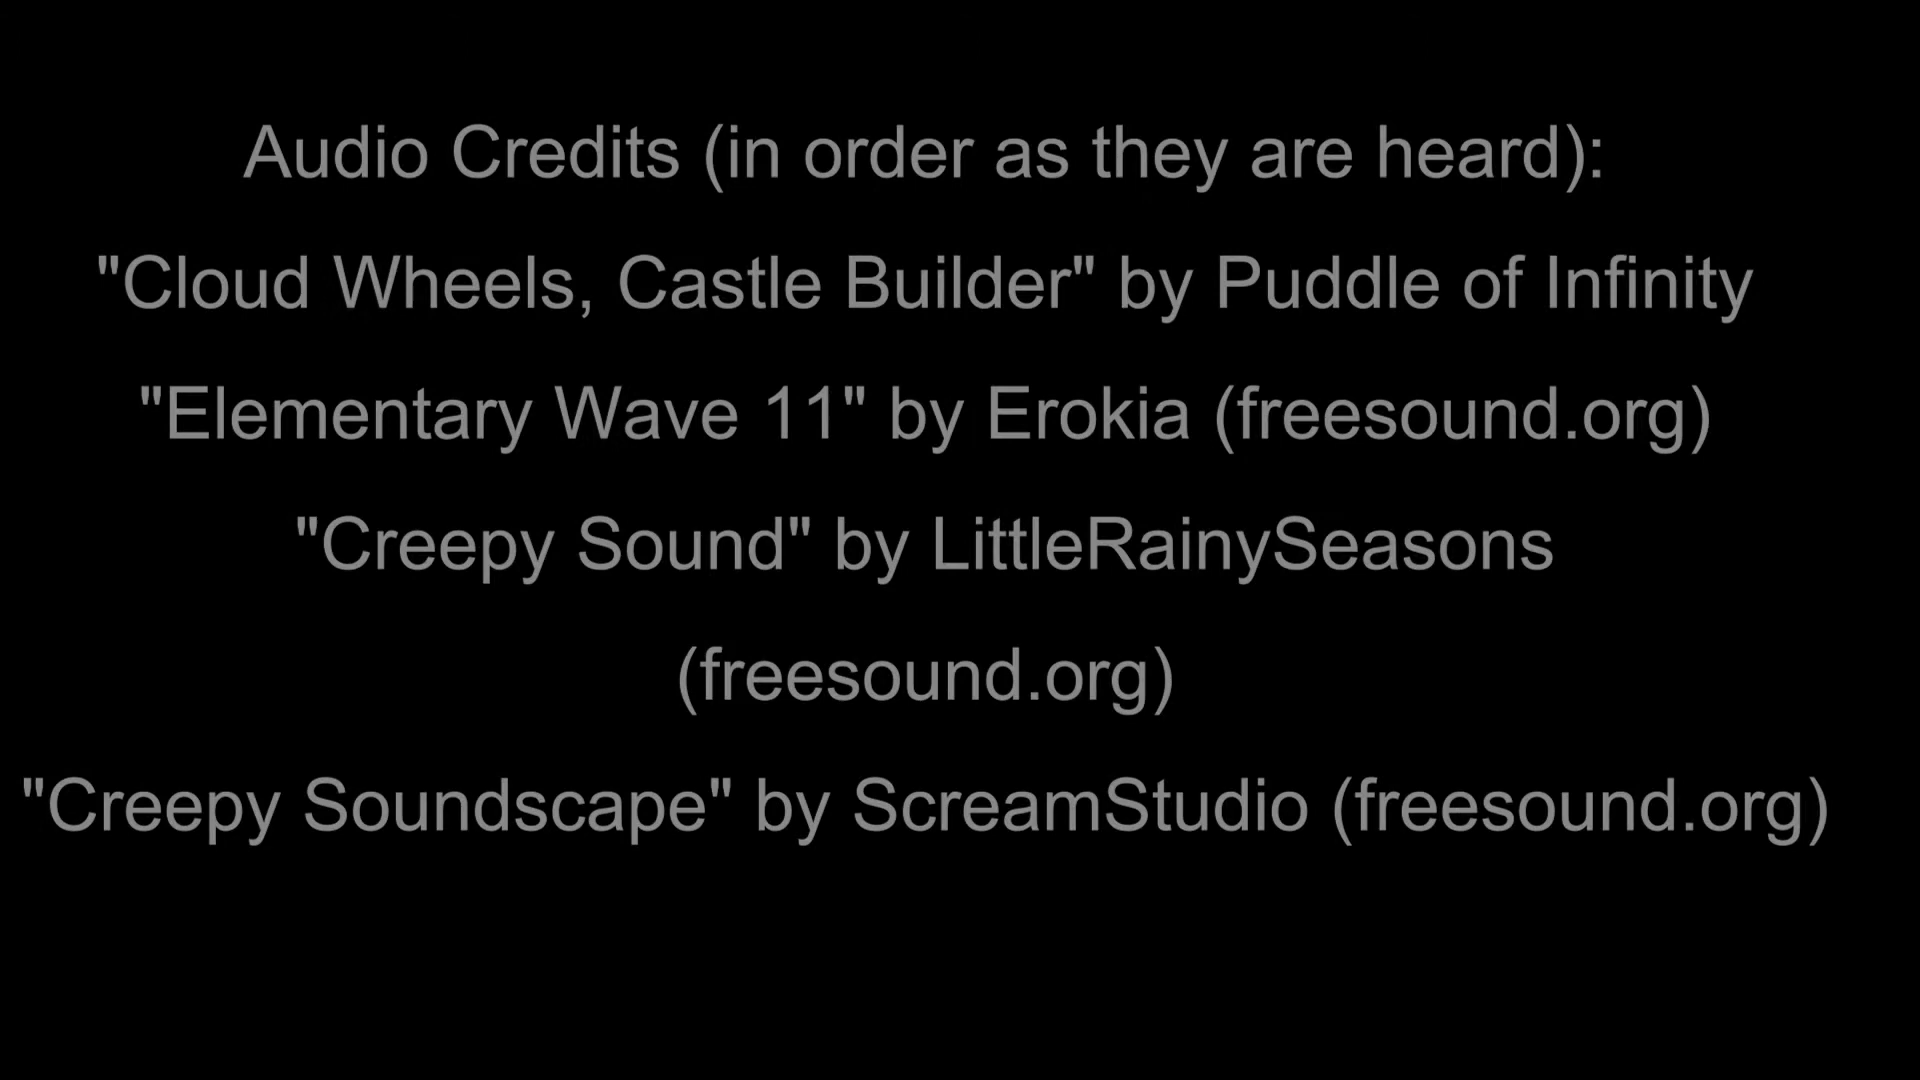 Audio Credits (in order as they are heard):
"Cloud Wheels, Castle Builder" by Puddle of Infinity
"Elementary Wave 11" by Erokia (freesound.org)
"Creepy Sound" by LittleRainySeasons
(freesound.org)
"Creepy Soundscape" by ScreamStudio (freesound.org)